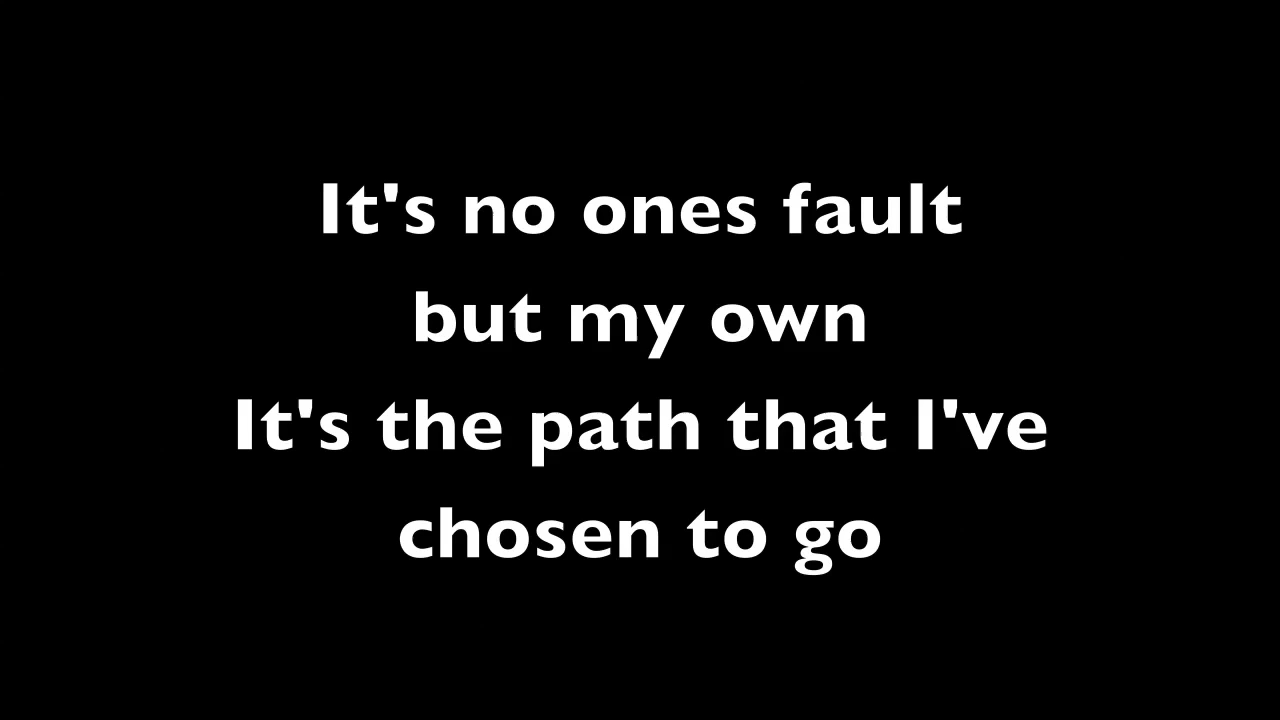 It's no ones fault
but my own
It's the path that I've
chosen to go